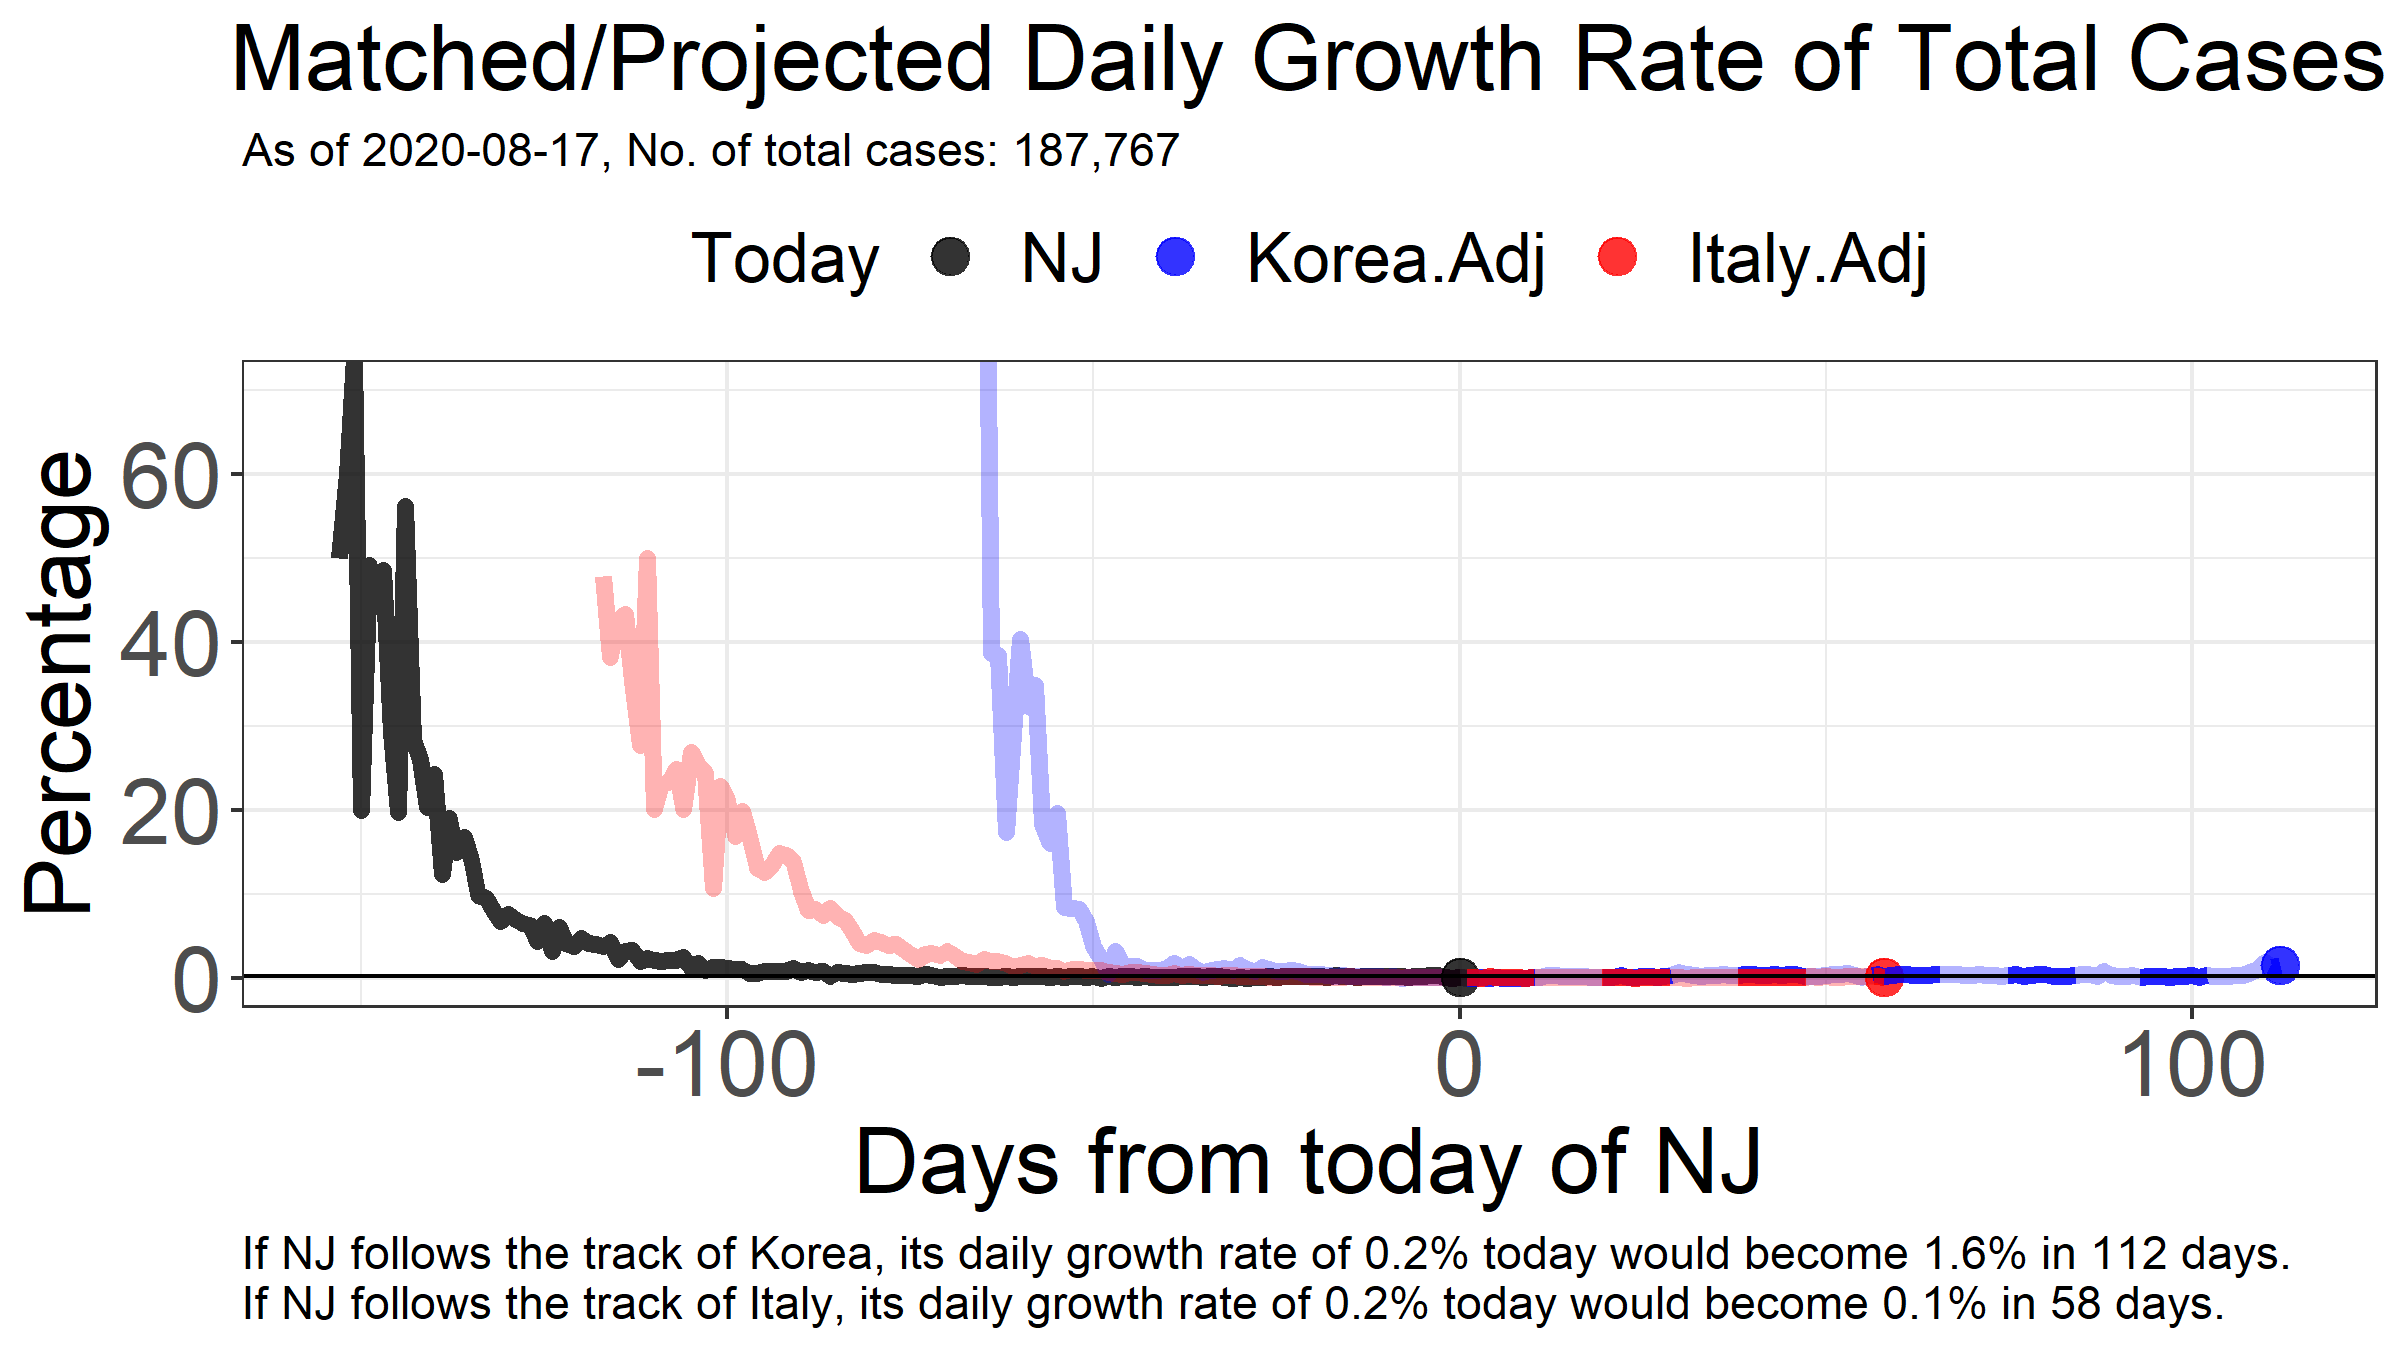 Matched/Projected Daily Growth Rate of Total Cases
As of 2020-08-17, No. of total cases: 187,767
Today NJ Korea.Adj Italy.Adj
Percentage
60
40
20
0
-100 0 100
Days from today of NJ
If NJ follows the track of Korea, its daily growth rate of 0.2% today would become 1.6% in 112 days.
If NJ follows the track of Italy, its daily growth rate of 0.2% today would become 0.1% in 58 days.